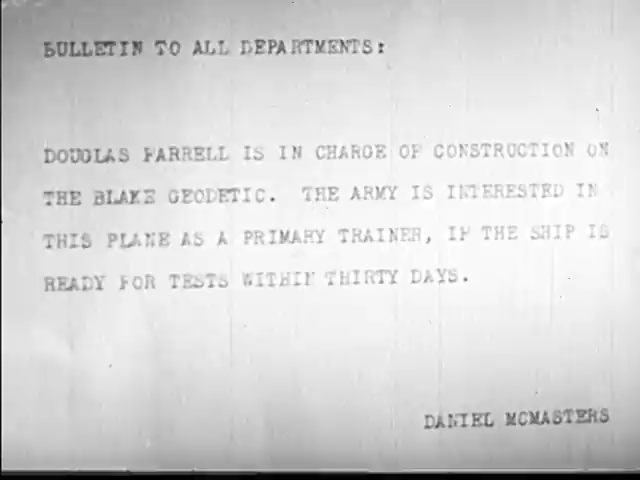 BULLETIN TO ALL DEPARTMENTS:
DOUGLAS FARRELL IS IN CHARGE OF CONSTRUCTION ON
THE BLAKE GEODETIC. THE ARMY IS INTERESTED IN
THIS PLANE AS A PRIMARY TRAINER, IF THE SHIP IS
READY FOR TESTS WITHIN THIRTY DAYS.
DANIEL MCMASTERS